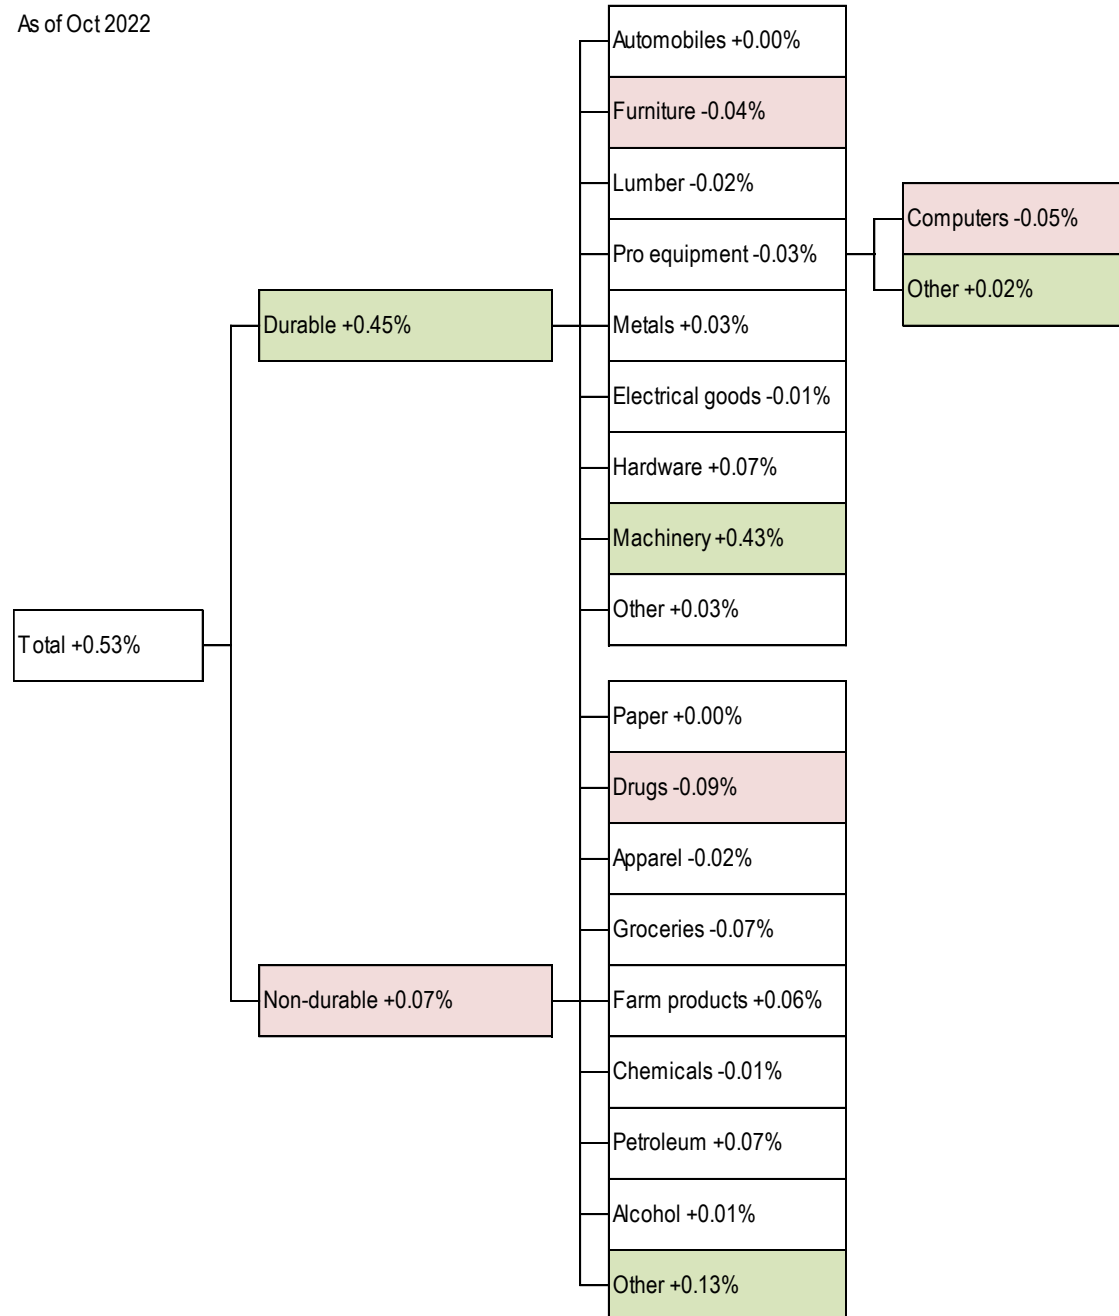 As of Oct 2022
Total +0.53%
Durable +0.45%
Automobiles +0.00%
Furniture -0.04%
Lumber -0.02%
Pro equipment -0.03%
Computers -0.05%
Other +0.02%
Metals +0.03%
Electrical goods -0.01%
Hardware +0.07%
Machinery +0.43%
Other +0.03%
Non-durable +0.07%
Paper +0.00%
Drugs -0.09%
Apparel -0.02%
Groceries -0.07%
Farm products +0.06%
Chemicals -0.01%
Petroleum +0.07%
Alcohol +0.01%
Other +0.13%